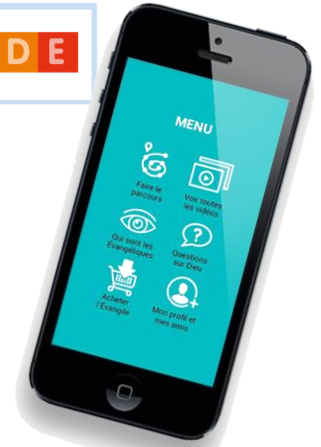 DE
MENU
Faire le
parcours
Voir toutes
les vidéos
Qui sont les
Évangéliques
Questions
sur Dieu
Acheter
l'Évangile
Mon profil et
mes amis